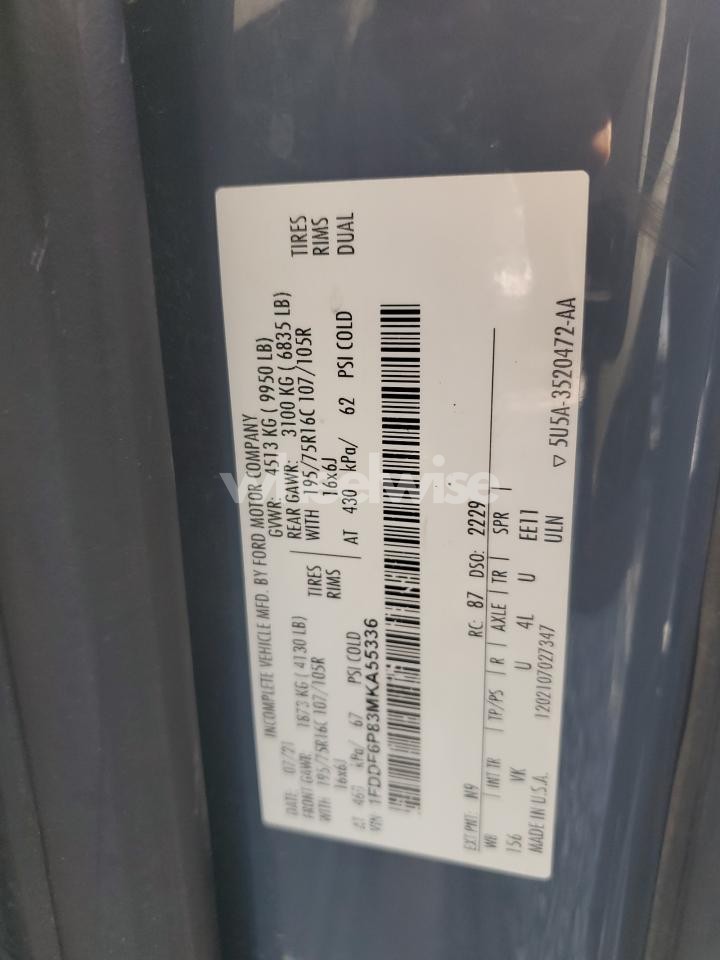 INCOMPLETE VEHICLE MFD. BY FORD MOTOR COMPANY
DATE: 07/21 GVWR: 4513 KG ( 9950 LB)
FRONT GAWR: 1873 KG ( 4130 LB) REAR GAWR: 3100 KG ( 6835 LB)
WITH 195/75R16C 107/105R TIRES WITH 195/75R16C 107/105R TIRES
16x6J RIMS 16x6J RIMS
AT kPa/ 67 PSI COLD AT 430 kPa/ 62 PSI COLD DUAL
VIN 1FDDF6P83MKA55336
EXT PNT: N9 RC: 87 DSO: 2229
WB INT TR TP/PS R AXLE TR SPR
156 VK U 4L U EE11
MADE IN U.S.A. 1202107027347 ULN
▽ 5U5A-3520472-AA
wheelwise